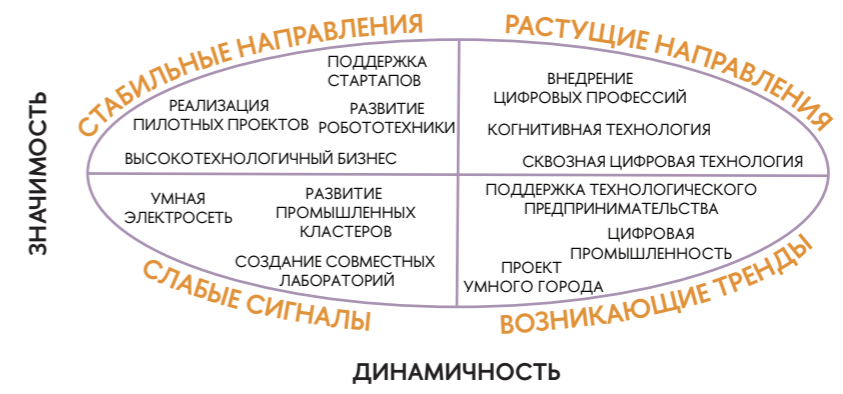 СТАБИЛЬНЫЕ НАПРАВЛЕНИЯ
РАСТУЩИЕ НАПРАВЛЕНИЯ
ЗНАЧИМОСТЬ
ПОДДЕРЖКА
СТАРТАПОВ
РЕАЛИЗАЦИЯ
ПИЛОТНЫХ ПРОЕКТОВ
РАЗВИТИЕ
РОБОТОТЕХНИКИ
ВЫСОКОТЕХНОЛОГИЧНЫЙ БИЗНЕС
ВНЕДРЕНИЕ
ЦИФРОВЫХ ПРОФЕССИЙ
КОГНИТИВНАЯ ТЕХНОЛОГИЯ
СКВОЗНАЯ ЦИФРОВАЯ ТЕХНОЛОГИЯ
УМНАЯ
ЭЛЕКТРОСЕТЬ
РАЗВИТИЕ
ПРОМЫШЛЕННЫХ
КЛАСТЕРОВ
СОЗДАНИЕ СОВМЕСТНЫХ
ЛАБОРАТОРИЙ
ПОДДЕРЖКА ТЕХНОЛОГИЧЕСКОГО
ПРЕДПРИНИМАТЕЛЬСТВА
ЦИФРОВАЯ
ПРОМЫШЛЕННОСТЬ
ПРОЕКТ
УМНОГО ГОРОДА
СЛАБЫЕ СИГНАЛЫ
ВОЗНИКАЮЩИЕ ТРЕНДЫ
ДИНАМИЧНОСТЬ